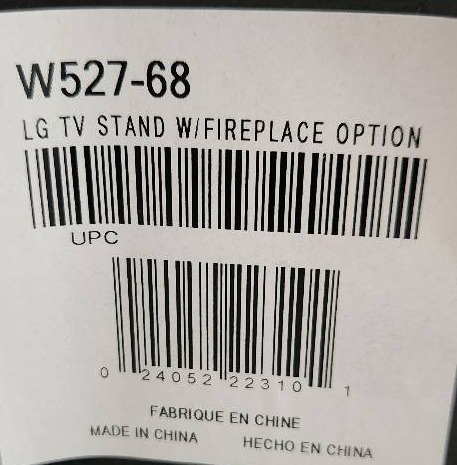 W527-68
LG TV STAND W/FIREPLACE OPTION
UPC
0 24052 22310 1
FABRIQUE EN CHINE
MADE IN CHINA HECHO EN CHINA